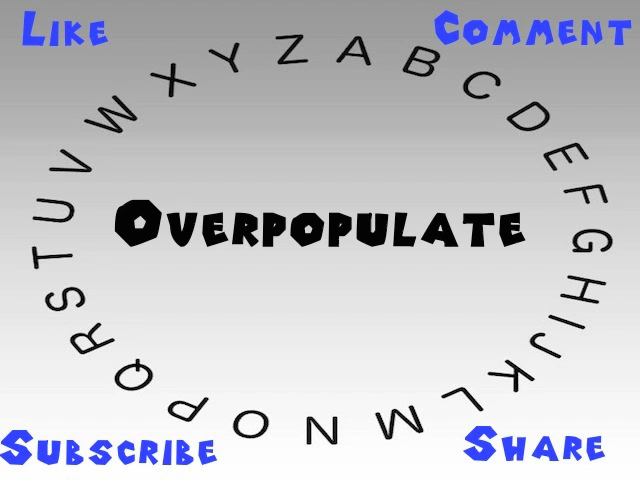 Like
Comment
A B C D E F G H I J K L M N O P Q R S T U V W X Y Z
Overpopulate
Subscribe
Share